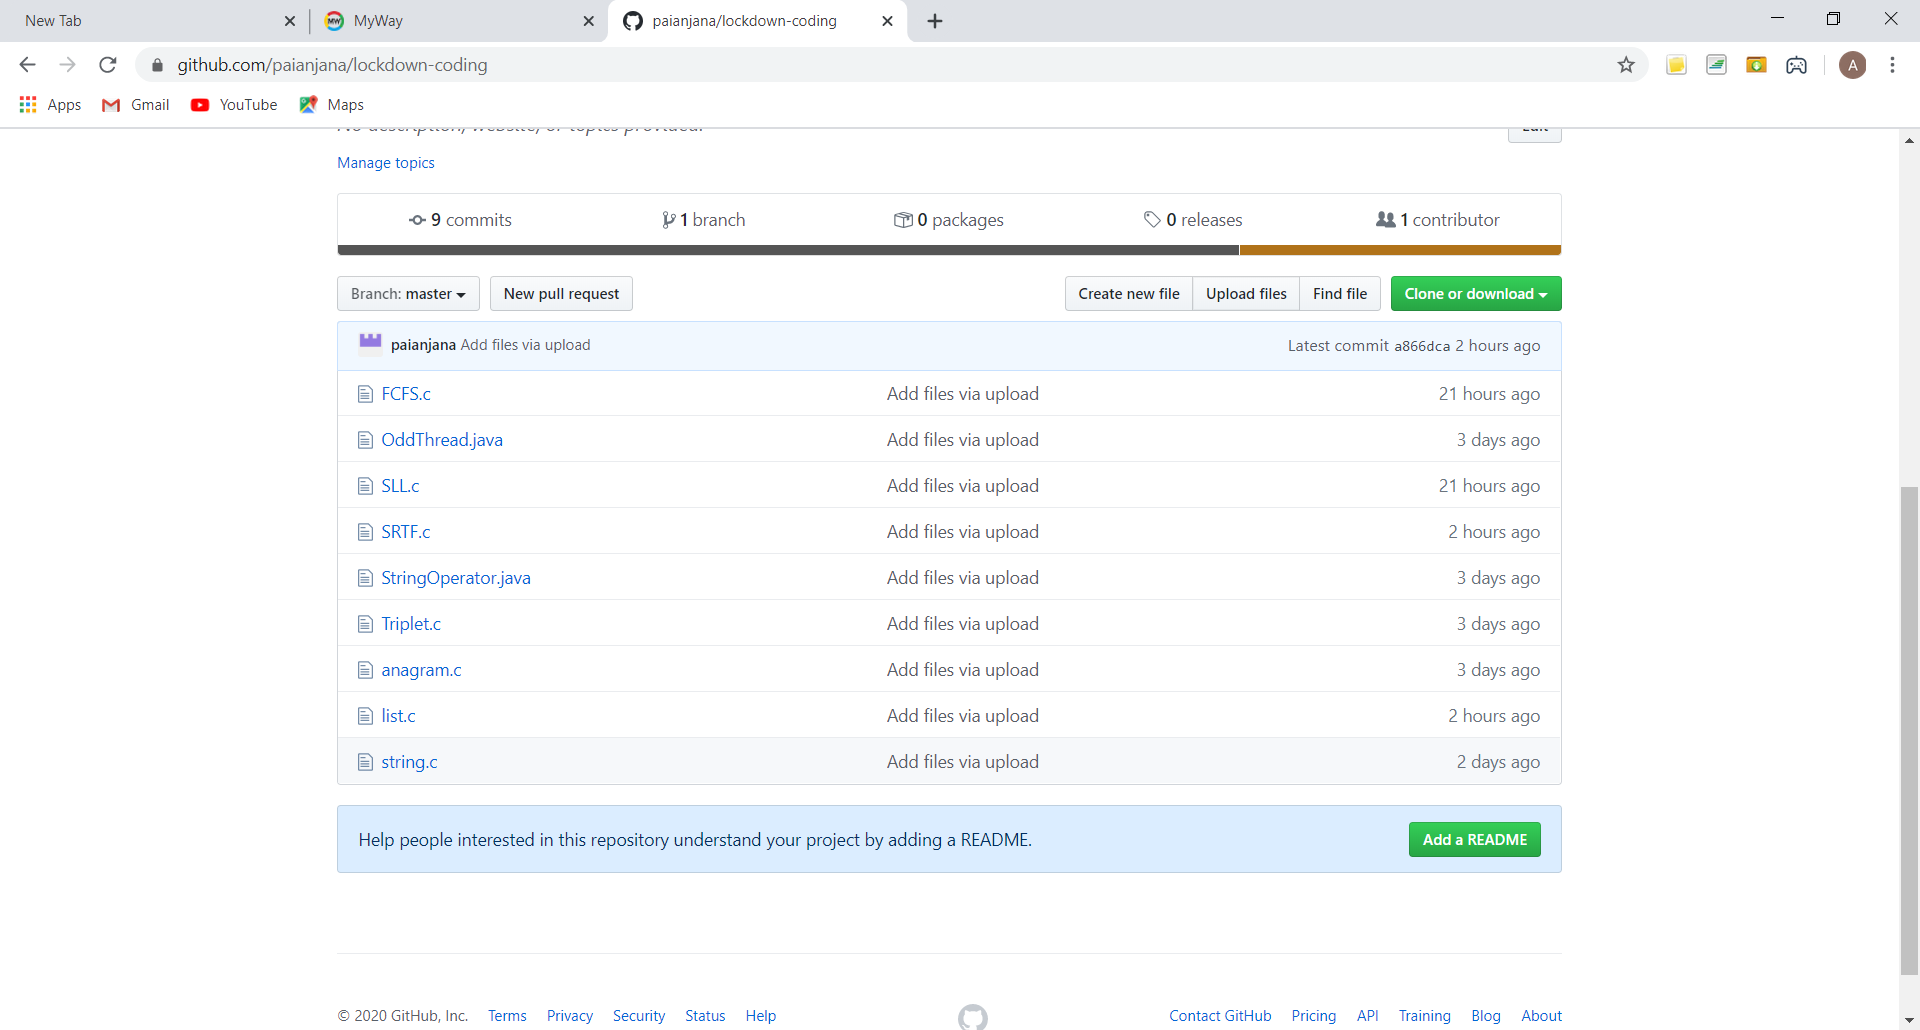 New Tab
MyWay
paianjana/lockdown-coding
github.com/paianjana/lockdown-coding
A
Apps
Gmail
YouTube
Maps
No description, website, or topics provided.
Edit
Manage topics
9 commits
1 branch
0 packages
0 releases
1 contributor
Branch: master
New pull request
Create new file
Upload files
Find file
Clone or download
paianjana Add files via upload
Latest commit a866dca 2 hours ago
FCFS.c Add files via upload 21 hours ago
OddThread.java Add files via upload 3 days ago
SLL.c Add files via upload 21 hours ago
SRTF.c Add files via upload 2 hours ago
StringOperator.java Add files via upload 3 days ago
Triplet.c Add files via upload 3 days ago
anagram.c Add files via upload 3 days ago
list.c Add files via upload 2 hours ago
string.c Add files via upload 2 days ago
Help people interested in this repository understand your project by adding a README.
Add a README
© 2020 GitHub, Inc. Terms Privacy Security Status Help
Contact GitHub Pricing API Training Blog About